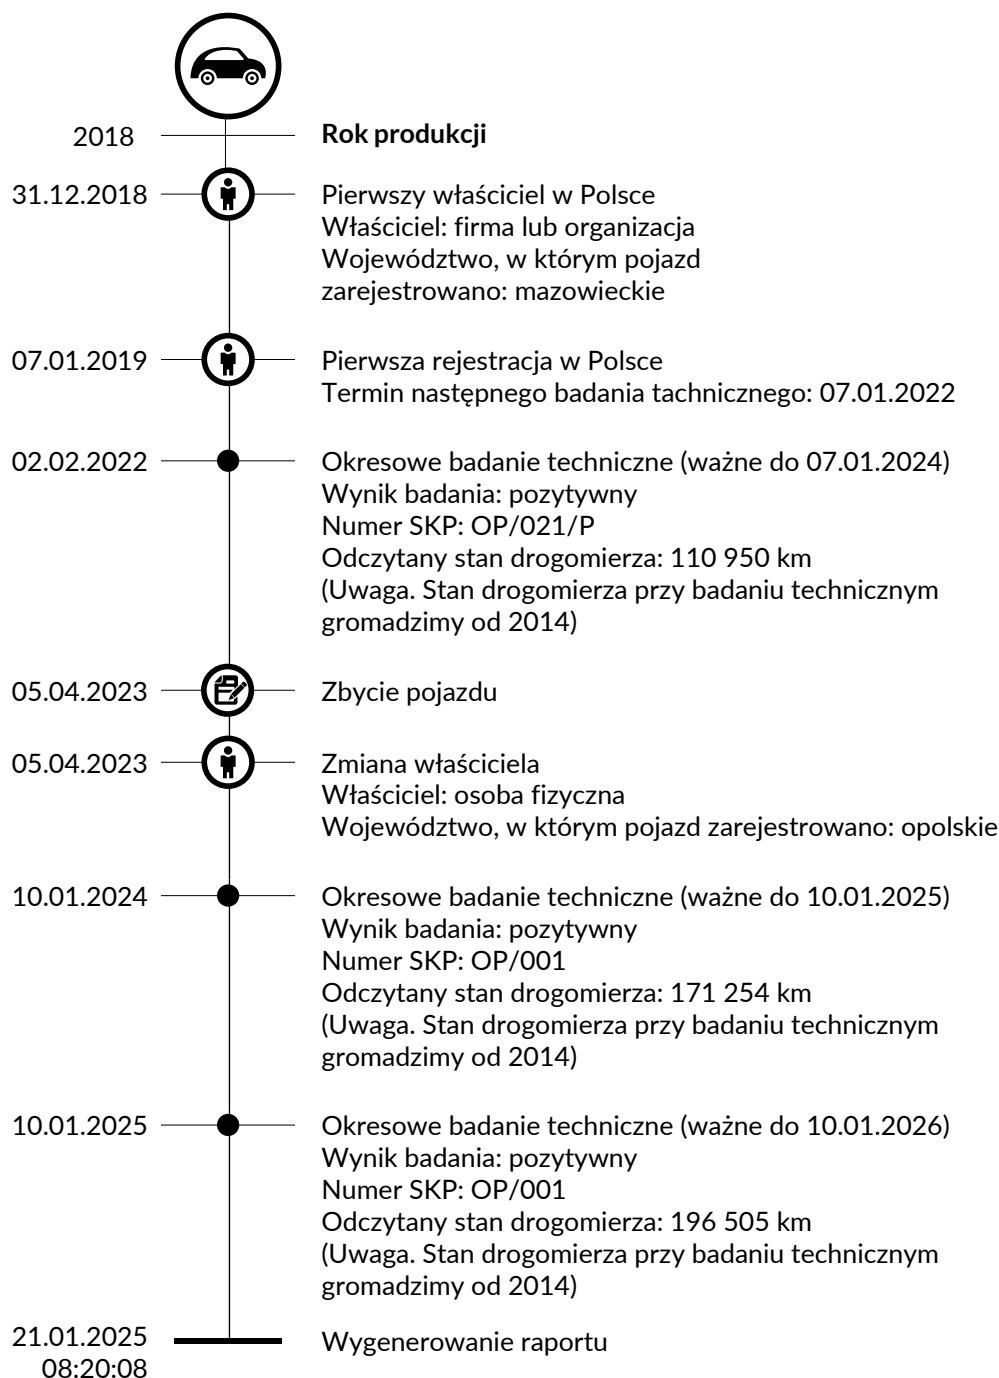 2018 Rok produkcji
31.12.2018 Pierwszy właściciel w Polsce
Właściciel: firma lub organizacja
Województwo, w którym pojazd
zarejestrowano: mazowieckie
07.01.2019 Pierwsza rejestracja w Polsce
Termin następnego badania tachnicznego: 07.01.2022
02.02.2022 Okresowe badanie techniczne (ważne do 07.01.2024)
Wynik badania: pozytywny
Numer SKP: OP/021/P
Odczytany stan drogomierza: 110 950 km
(Uwaga. Stan drogomierza przy badaniu technicznym
gromadzimy od 2014)
05.04.2023 Zbycie pojazdu
05.04.2023 Zmiana właściciela
Właściciel: osoba fizyczna
Województwo, w którym pojazd zarejestrowano: opolskie
10.01.2024 Okresowe badanie techniczne (ważne do 10.01.2025)
Wynik badania: pozytywny
Numer SKP: OP/001
Odczytany stan drogomierza: 171 254 km
(Uwaga. Stan drogomierza przy badaniu technicznym
gromadzimy od 2014)
10.01.2025 Okresowe badanie techniczne (ważne do 10.01.2026)
Wynik badania: pozytywny
Numer SKP: OP/001
Odczytany stan drogomierza: 196 505 km
(Uwaga. Stan drogomierza przy badaniu technicznym
gromadzimy od 2014)
21.01.2025 Wygenerowanie raportu
08:20:08